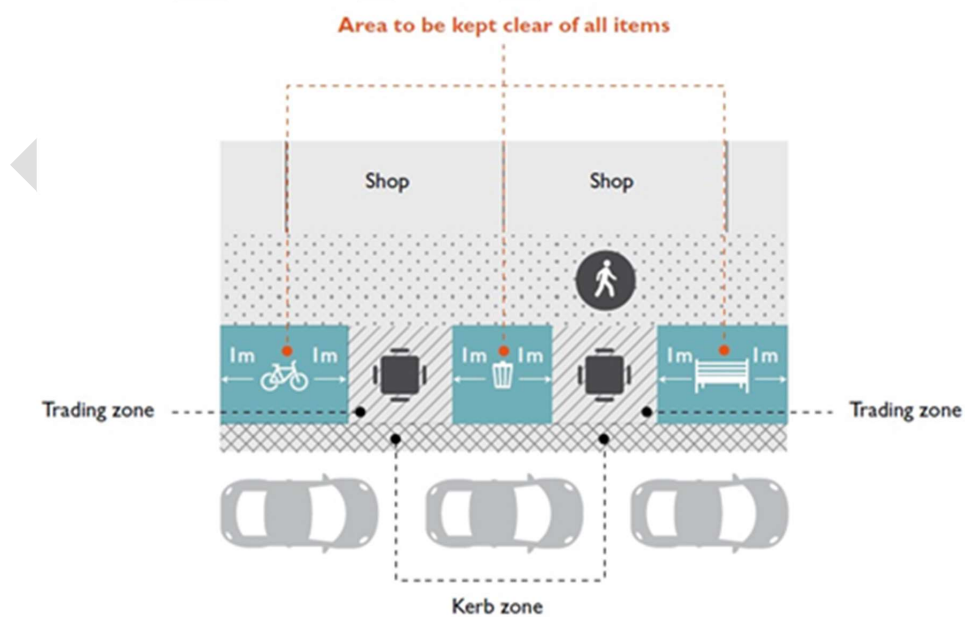 Area to be kept clear of all items
Shop
Shop
1m
1m
1m
1m
1m
1m
Trading zone
Trading zone
Kerb zone